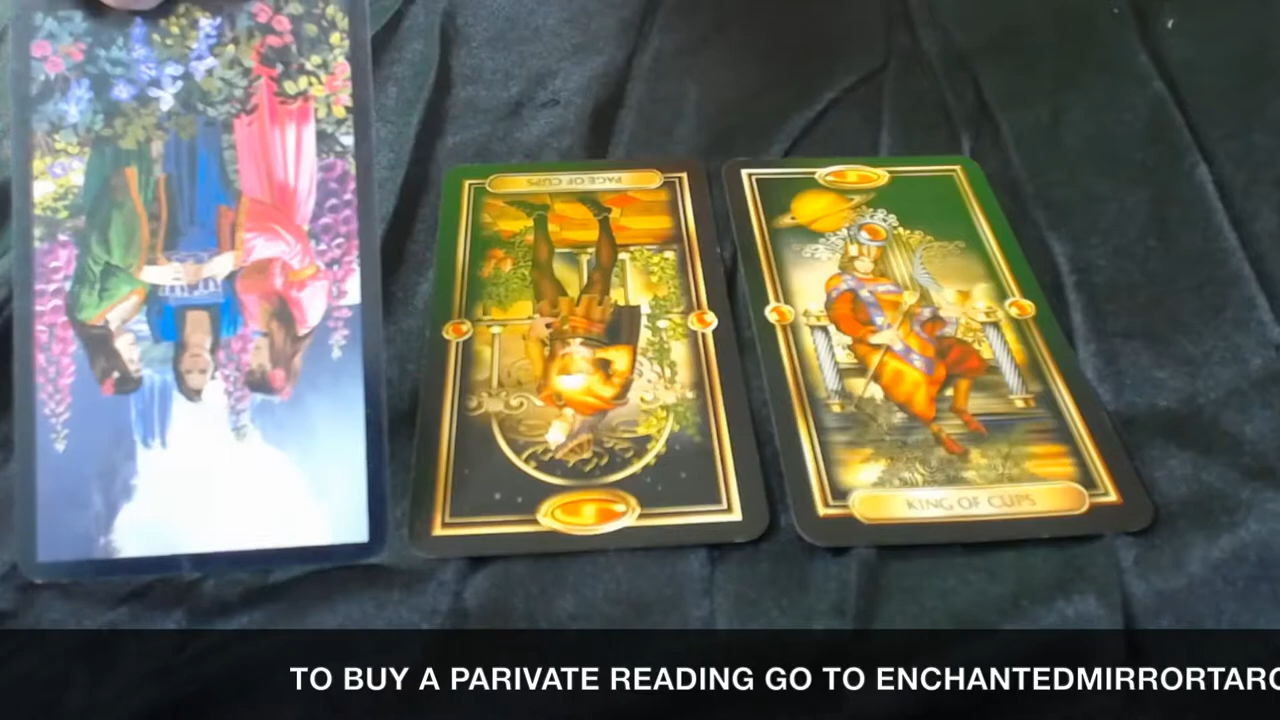 PAGE OF CUPS
KING OF CUPS
TO BUY A PARIVATE READING GO TO ENCHANTEDMIRRORTARO